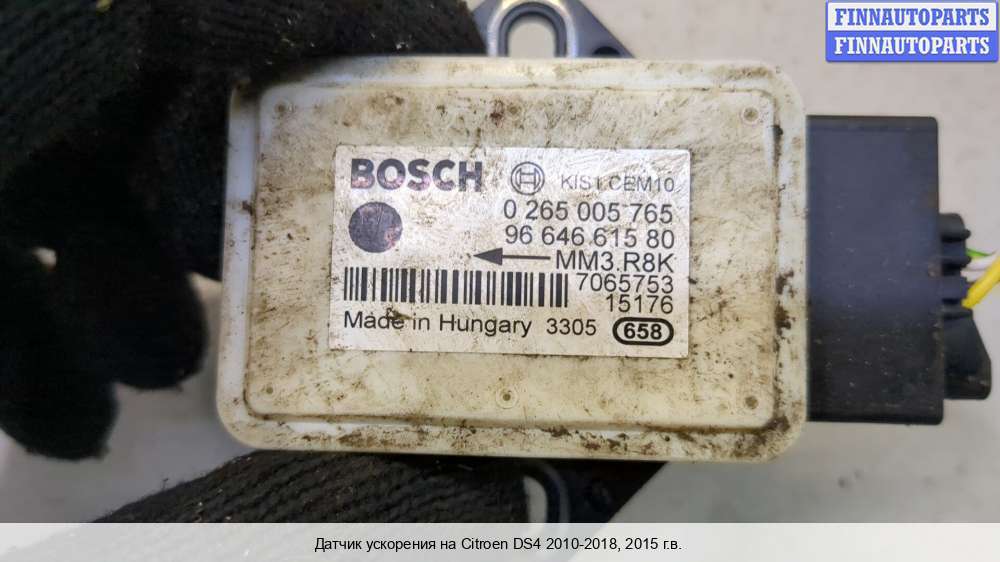 FINNAUTOPARTS
FINNAUTOPARTS
BOSCH KIS1.CEM10
0 265 005 765
96 646 615 80
MM3.R8K
7065753
15176
Made in Hungary 3305 658
Датчик ускорения на Citroen DS4 2010-2018, 2015 г.в.